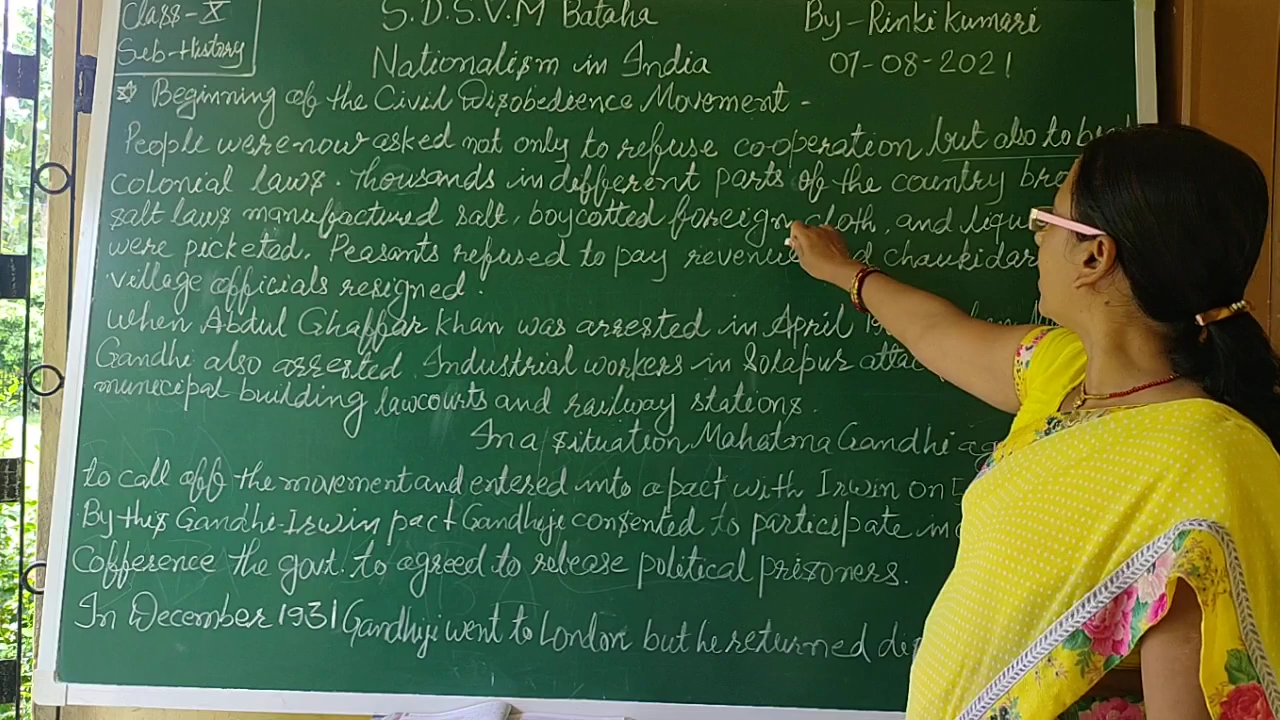 Class-X
Seb-History
S.D.S.V.M Bataha
By-Rinki kumari
07-08-2021
Nationalism in India
Beginning of the Civil Disobedience Movement -
People were now asked not only to refuse cooperation but also to
colonial laws. Thousands in different parts of the country
salt laws manufactured salt, boycotted foreign cloth, and
were picketed. Peasants refused to pay
village officials resigned.
When Abdul Ghaffar Khan was arrested in April
Gandhi also arrested. Industrial workers in Solapur
municipal building lawcourts and railway stations.
In a situation Mahatma Gandhi
to call off the movement and entered into a pact with Irwin on
By this Gandhi-Irwin pact Gandhiji consented to participate in
Cofference the govt. to agreed to release political prisoners.
In December 1931 Gandhiji went to London but he returned